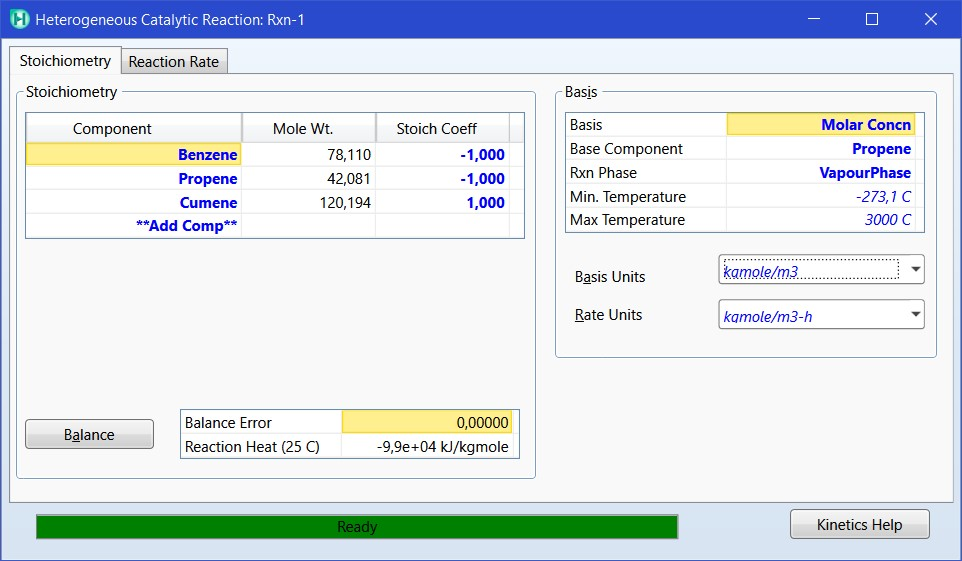 Heterogeneous Catalytic Reaction: Rxn-1
Stoichiometry Reaction Rate
Stoichiometry
Component Mole Wt. Stoich Coeff
Benzene 78,110 -1,000
Propene 42,081 -1,000
Cumene 120,194 1,000
**Add Comp**
Balance
Balance Error 0,00000
Reaction Heat (25 C) -9,9e+04 kJ/kgmole
Basis
Basis Molar Concn
Base Component Propene
Rxn Phase VapourPhase
Min. Temperature -273,1 C
Max Temperature 3000 C
Basis Units kgmole/m3
Rate Units kgmole/m3-h
Ready
Kinetics Help